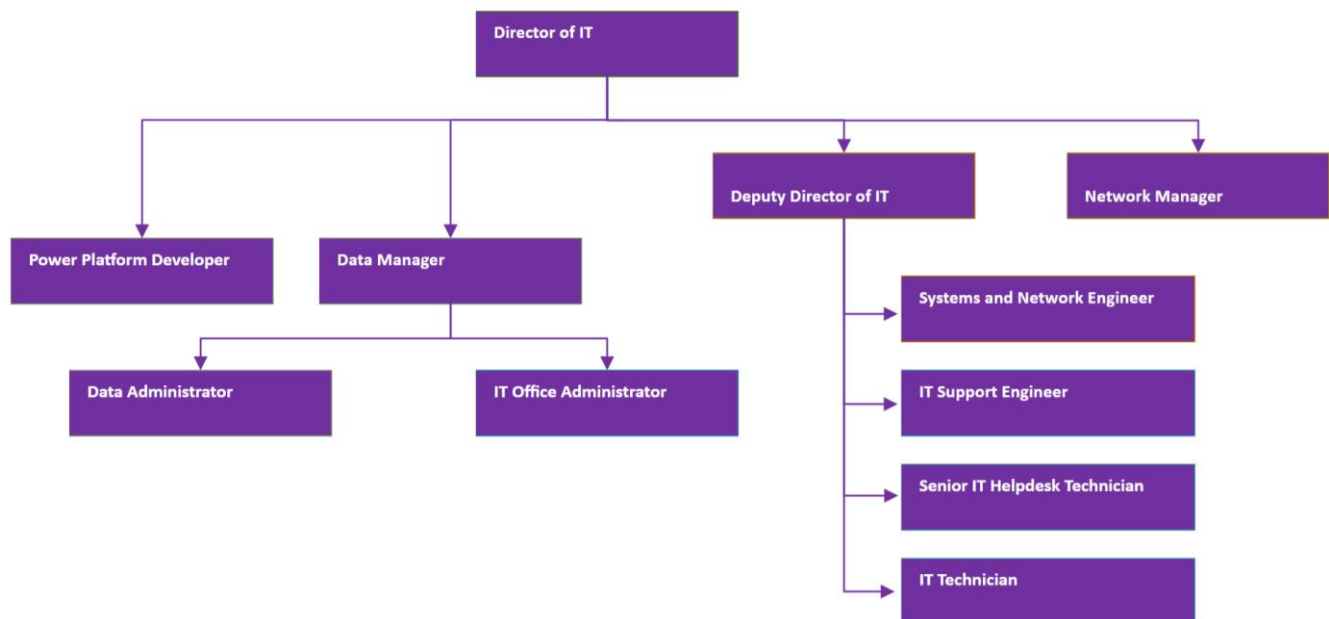 Director of IT
Deputy Director of IT
Network Manager
Power Platform Developer
Data Manager
Systems and Network Engineer
Data Administrator
IT Office Administrator
IT Support Engineer
Senior IT Helpdesk Technician
IT Technician